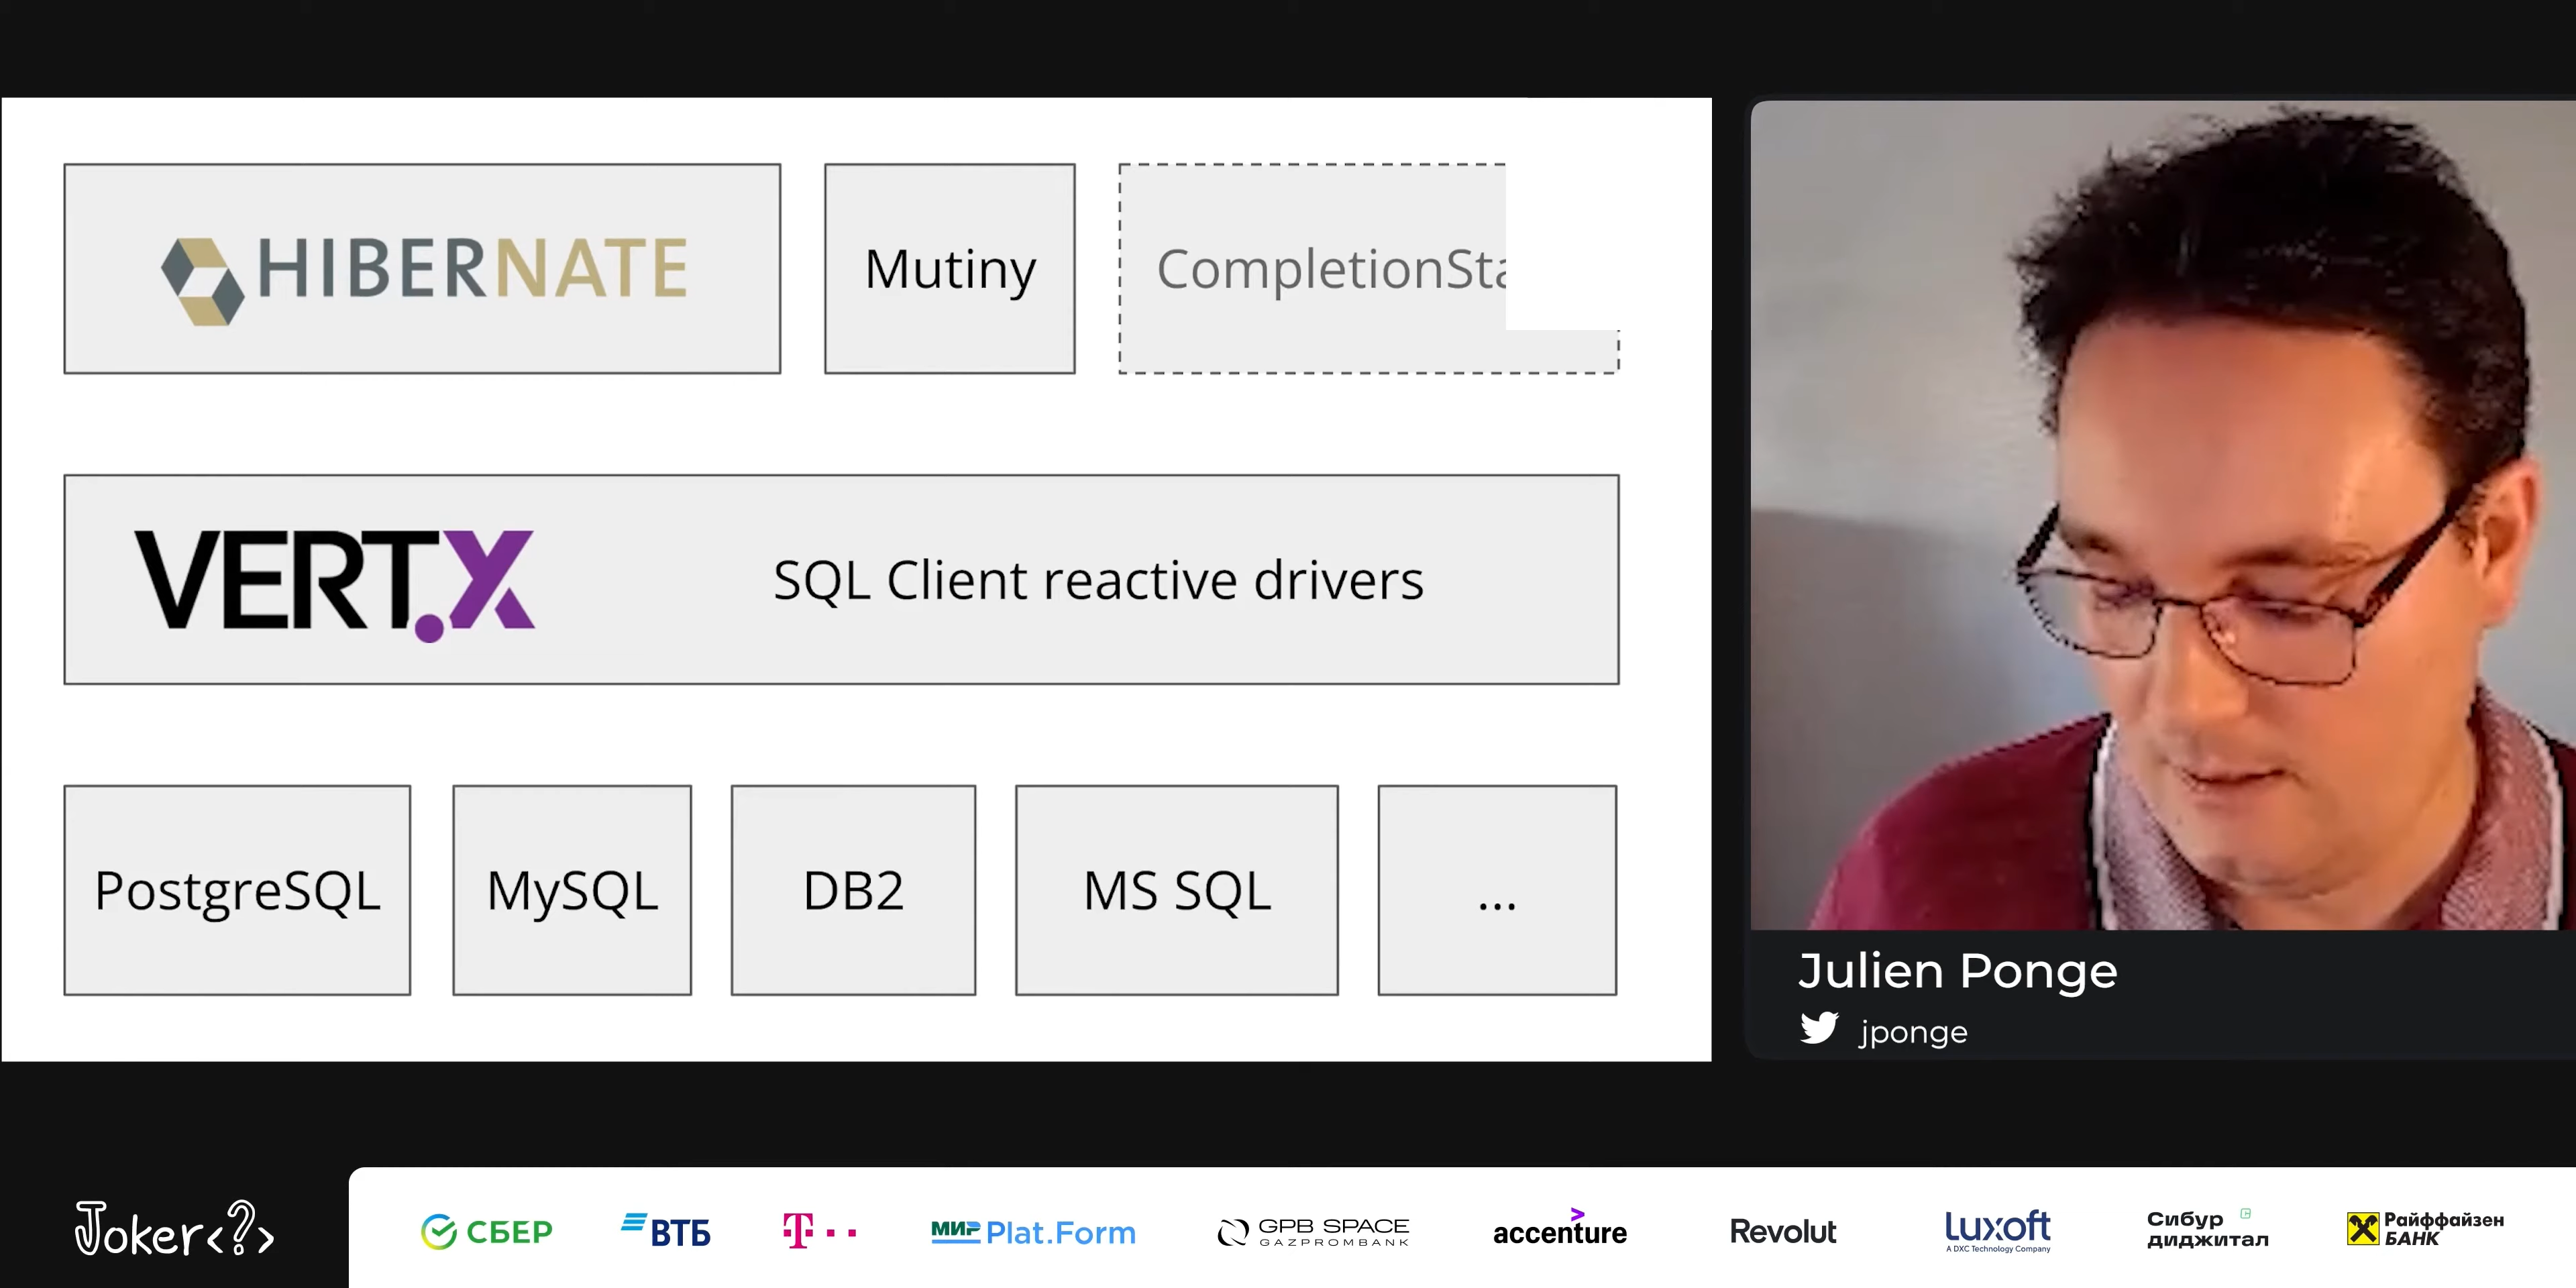 HIBERNATE
Mutiny
CompletionSta
VERT.X
SQL Client reactive drivers
PostgreSQL
MySQL
DB2
MS SQL
...
Julien Ponge
jponge
Joker<?>
СБЕР
ВТБ
T
МИР Plat.Form
GPB SPACE
GAZPROMBANK
accenture
Revolut
Luxoft
A DXC Technology Company
Сибур
диджитал
Райффайзен
БАНК